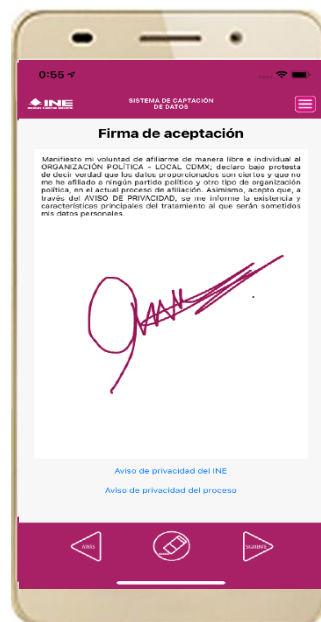 0:55
INE
SISTEMA DE CAPTACIÓN
DE DATOS
Firma de aceptación
Manifiesto mi voluntad de afiliarme de manera libre e individual al
ORGANIZACIÓN POLÍTICA - LOCAL CDMX; declaro bajo protesta
de decir verdad que los datos proporcionados son ciertos y que no
me he afiliado a ningún partido político y otro tipo de organización
política, en el actual proceso de afiliación. Asimismo, acepto que, a
través del AVISO DE PRIVACIDAD, se me informe la existencia y
características principales del tratamiento al que serán sometidos
mis datos personales.
Aviso de privacidad del INE
Aviso de privacidad del proceso
ATRÁS
SIGUIENTE